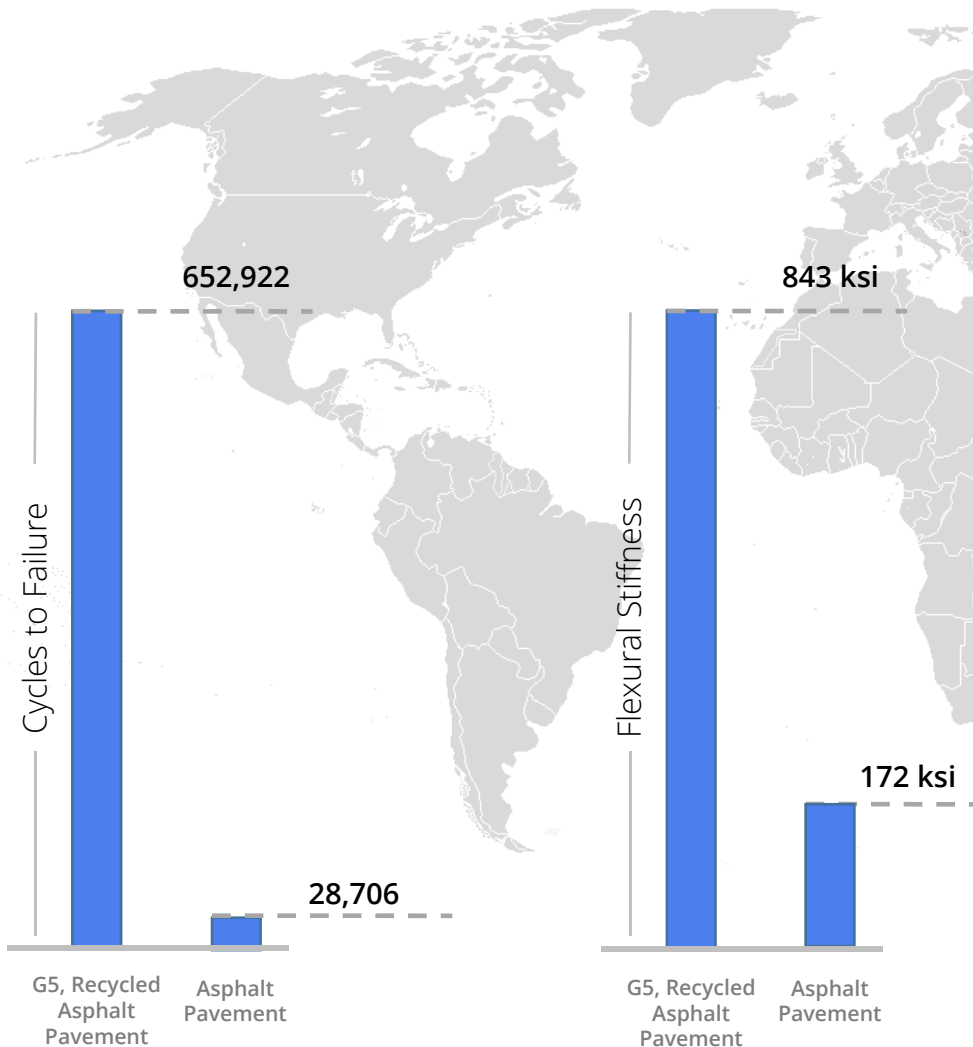 652,922
Cycles to Failure
28,706
G5, Recycled
Asphalt
Pavement
Asphalt
Pavement
843 ksi
Flexural Stiffness
172 ksi
G5, Recycled
Asphalt
Pavement
Asphalt
Pavement